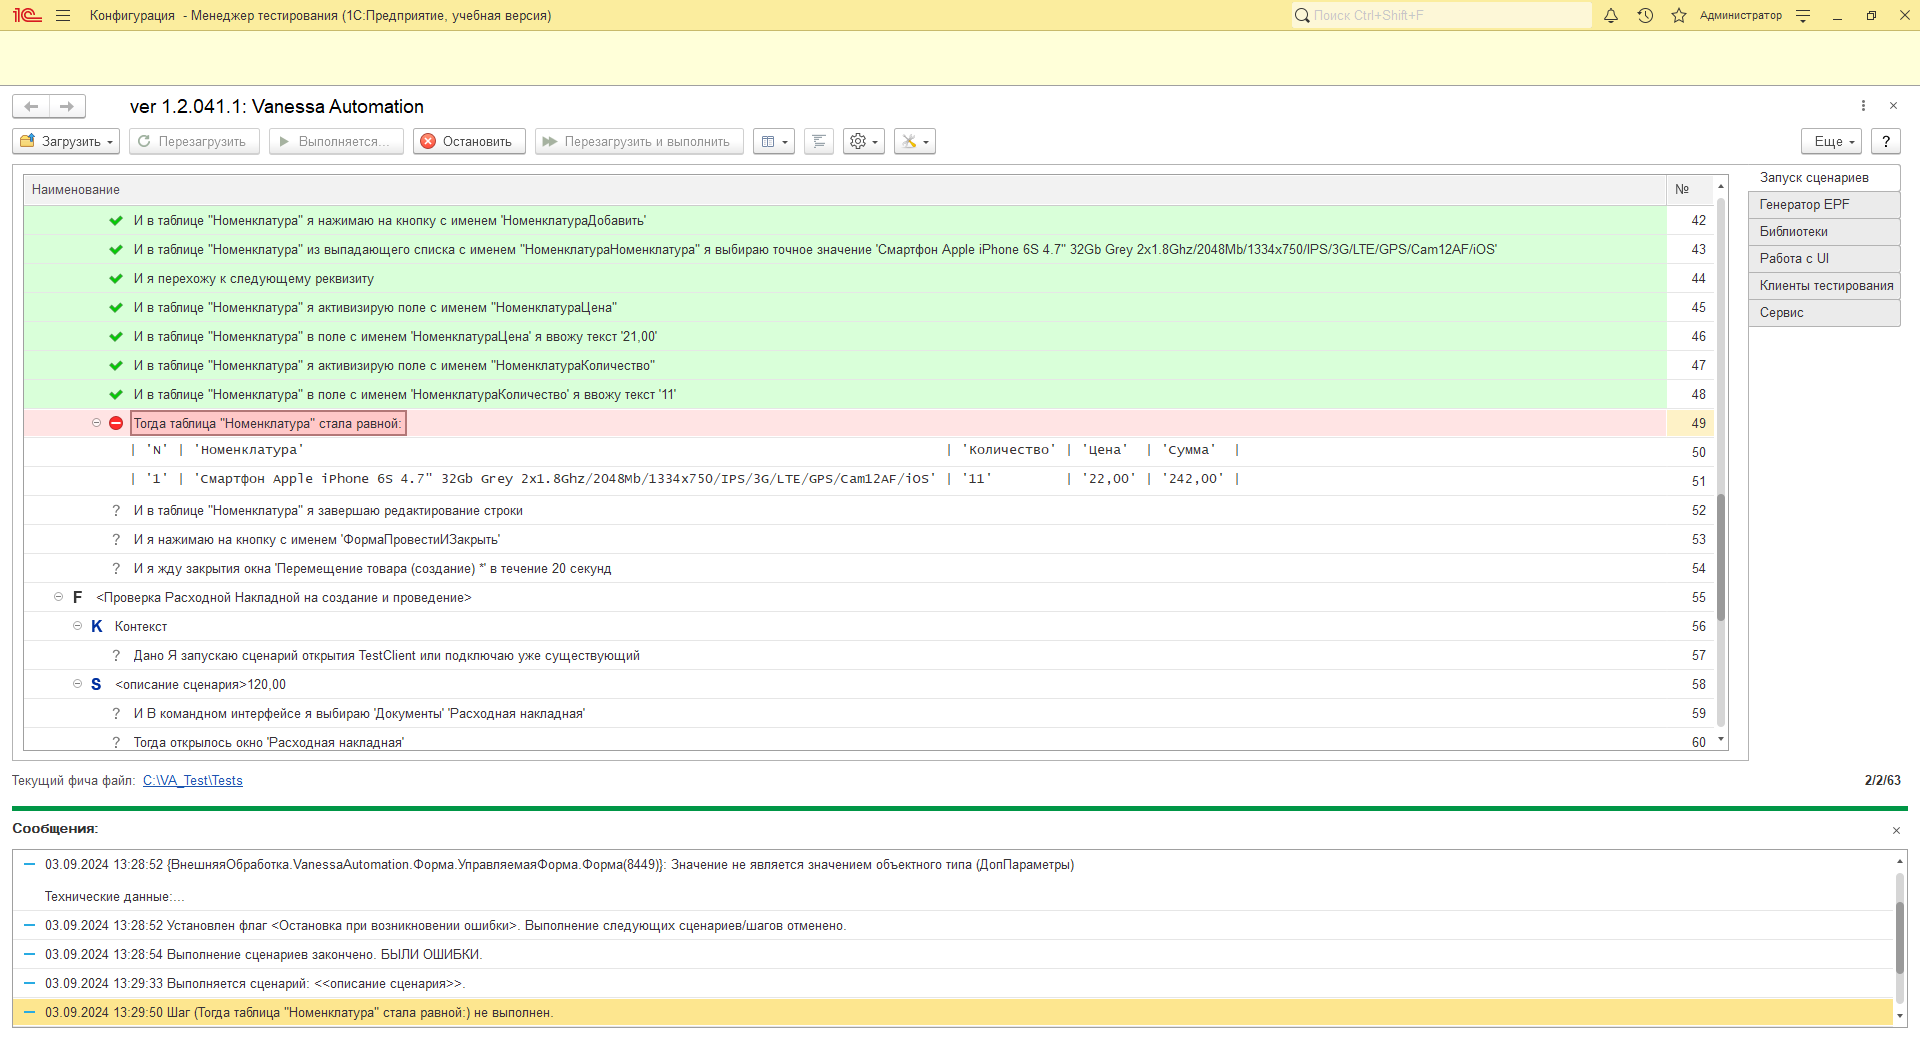 Конфигурация - Менеджер тестирования (1С:Предприятие, учебная версия)
Поиск Ctrl+Shift+F
Администратор
ver 1.2.041.1: Vanessa Automation
Загрузить
Перезагрузить
Выполняется...
Остановить
Перезагрузить и выполнить
Еще
?
Наименование №
И в таблице "Номенклатура" я нажимаю на кнопку с именем 'НоменклатураДобавить' 42
И в таблице "Номенклатура" из выпадающего списка с именем "НоменклатураНоменклатура" я выбираю точное значение 'Смартфон Apple iPhone 6S 4.7" 32Gb Grey 2x1.8Ghz/2048Mb/1334x750/IPS/3G/LTE/GPS/Cam12AF/iOS' 43
И я перехожу к следующему реквизиту 44
И в таблице "Номенклатура" я активизирую поле с именем "НоменклатураЦена" 45
И в таблице "Номенклатура" в поле с именем 'НоменклатураЦена' я ввожу текст '21,00' 46
И в таблице "Номенклатура" я активизирую поле с именем "НоменклатураКоличество" 47
И в таблице "Номенклатура" в поле с именем 'НоменклатураКоличество' я ввожу текст '11' 48
Тогда таблица "Номенклатура" стала равной: 49
| 'N' | 'Номенклатура' | 'Количество' | 'Цена' | 'Сумма' | 50
| '1' | 'Смартфон Apple iPhone 6S 4.7" 32Gb Grey 2x1.8Ghz/2048Mb/1334x750/IPS/3G/LTE/GPS/Cam12AF/iOS' | '11' | '22,00' | '242,00' | 51
? И в таблице "Номенклатура" я завершаю редактирование строки 52
? И я нажимаю на кнопку с именем 'ФормаПровестиИЗакрыть' 53
? И я жду закрытия окна 'Перемещение товара (создание) *' в течение 20 секунд 54
F <Проверка Расходной Накладной на создание и проведение> 55
K Контекст 56
? Дано Я запускаю сценарий открытия TestClient или подключаю уже существующий 57
S <описание сценария>120,00 58
? И В командном интерфейсе я выбираю 'Документы' 'Расходная накладная' 59
? Тогда открылось окно 'Расходная накладная' 60
Запуск сценариев
Генератор EPF
Библиотеки
Работа с UI
Клиенты тестирования
Сервис
Текущий фича файл: C:\VA_Test\Tests 2/2/63
Сообщения:
03.09.2024 13:28:52 {ВнешняяОбработка.VanessaAutomation.Форма.УправляемаяФорма.Форма(8449)}: Значение не является значением объектного типа (ДопПараметры)
Технические данные:...
03.09.2024 13:28:52 Установлен флаг <Остановка при возникновении ошибки>. Выполнение следующих сценариев/шагов отменено.
03.09.2024 13:28:54 Выполнение сценариев закончено. БЫЛИ ОШИБКИ.
03.09.2024 13:29:33 Выполняется сценарий: <<описание сценария>>.
03.09.2024 13:29:50 Шаг (Тогда таблица "Номенклатура" стала равной:) не выполнен.